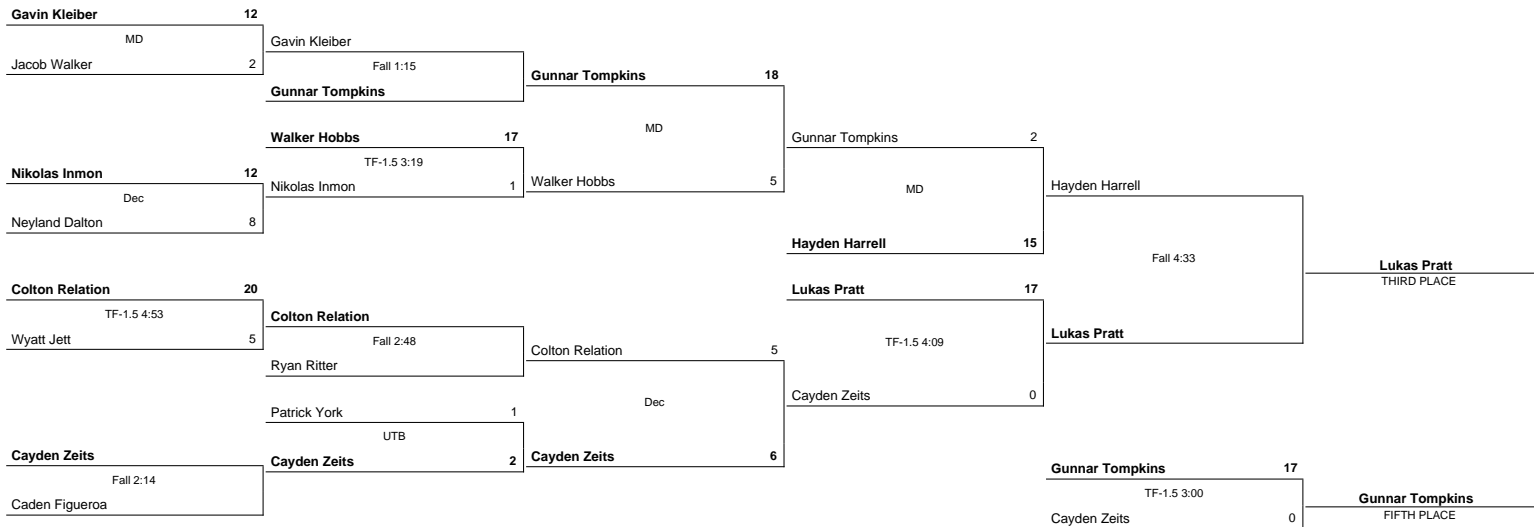 Gavin Kleiber 12
MD
Jacob Walker 2
Nikolas Inmon 12
Dec
Neyland Dalton 8
Colton Relation 20
TF-1.5 4:53
Wyatt Jett 5
Cayden Zeits
Fall 2:14
Caden Figueroa
Gavin Kleiber
Fall 1:15
Gunnar Tompkins
Walker Hobbs 17
TF-1.5 3:19
Nikolas Inmon 1
Colton Relation
Fall 2:48
Ryan Ritter
Patrick York 1
UTB
Cayden Zeits 2
Gunnar Tompkins 18
MD
Walker Hobbs 5
Colton Relation 5
Dec
Cayden Zeits 6
Gunnar Tompkins 2
MD
Hayden Harrell 15
Lukas Pratt 17
TF-1.5 4:09
Cayden Zeits 0
Hayden Harrell
Fall 4:33
Lukas Pratt
Gunnar Tompkins 17
TF-1.5 3:00
Cayden Zeits 0
Lukas Pratt
THIRD PLACE
Gunnar Tompkins
FIFTH PLACE